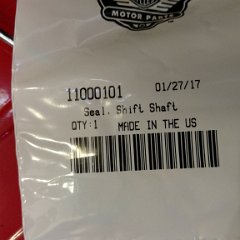 MOTOR PARTS
11000101 01/27/17
Seal, Shift Shaft
QTY:1 MADE IN THE US